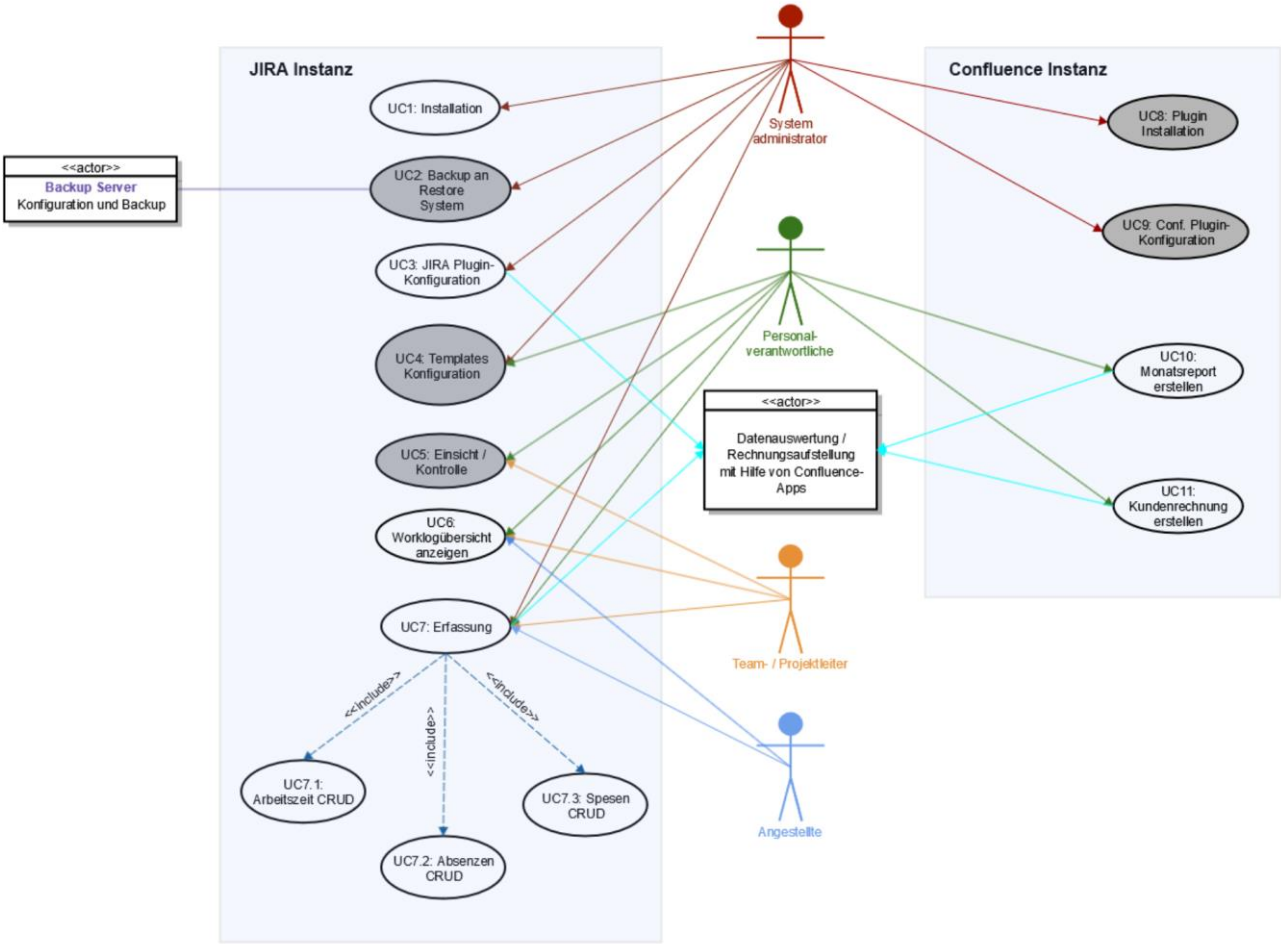 JIRA Instanz
UC1: Installation
<<actor>>
Backup Server
Konfiguration und Backup
UC2: Backup an
Restore
System
UC3: JIRA Plugin-
Konfiguration
UC4: Templates
Konfiguration
UC5: Einsicht /
Kontrolle
UC6:
Worklogübersicht
anzeigen
UC7: Erfassung
<<include>>
<<include>>
<<include>>
UC7.1:
Arbeitszeit CRUD
UC7.2: Absenzen
CRUD
UC7.3: Spesen
CRUD
System
administrator
Personal-
verantwortliche
<<actor>>
Datenauswertung /
Rechnungsaufstellung
mit Hilfe von Confluence-
Apps
Team- / Projektleiter
Angestellte
Confluence Instanz
UC8: Plugin
Installation
UC9: Conf. Plugin-
Konfiguration
UC10:
Monatsreport
erstellen
UC11:
Kundenrechnung
erstellen